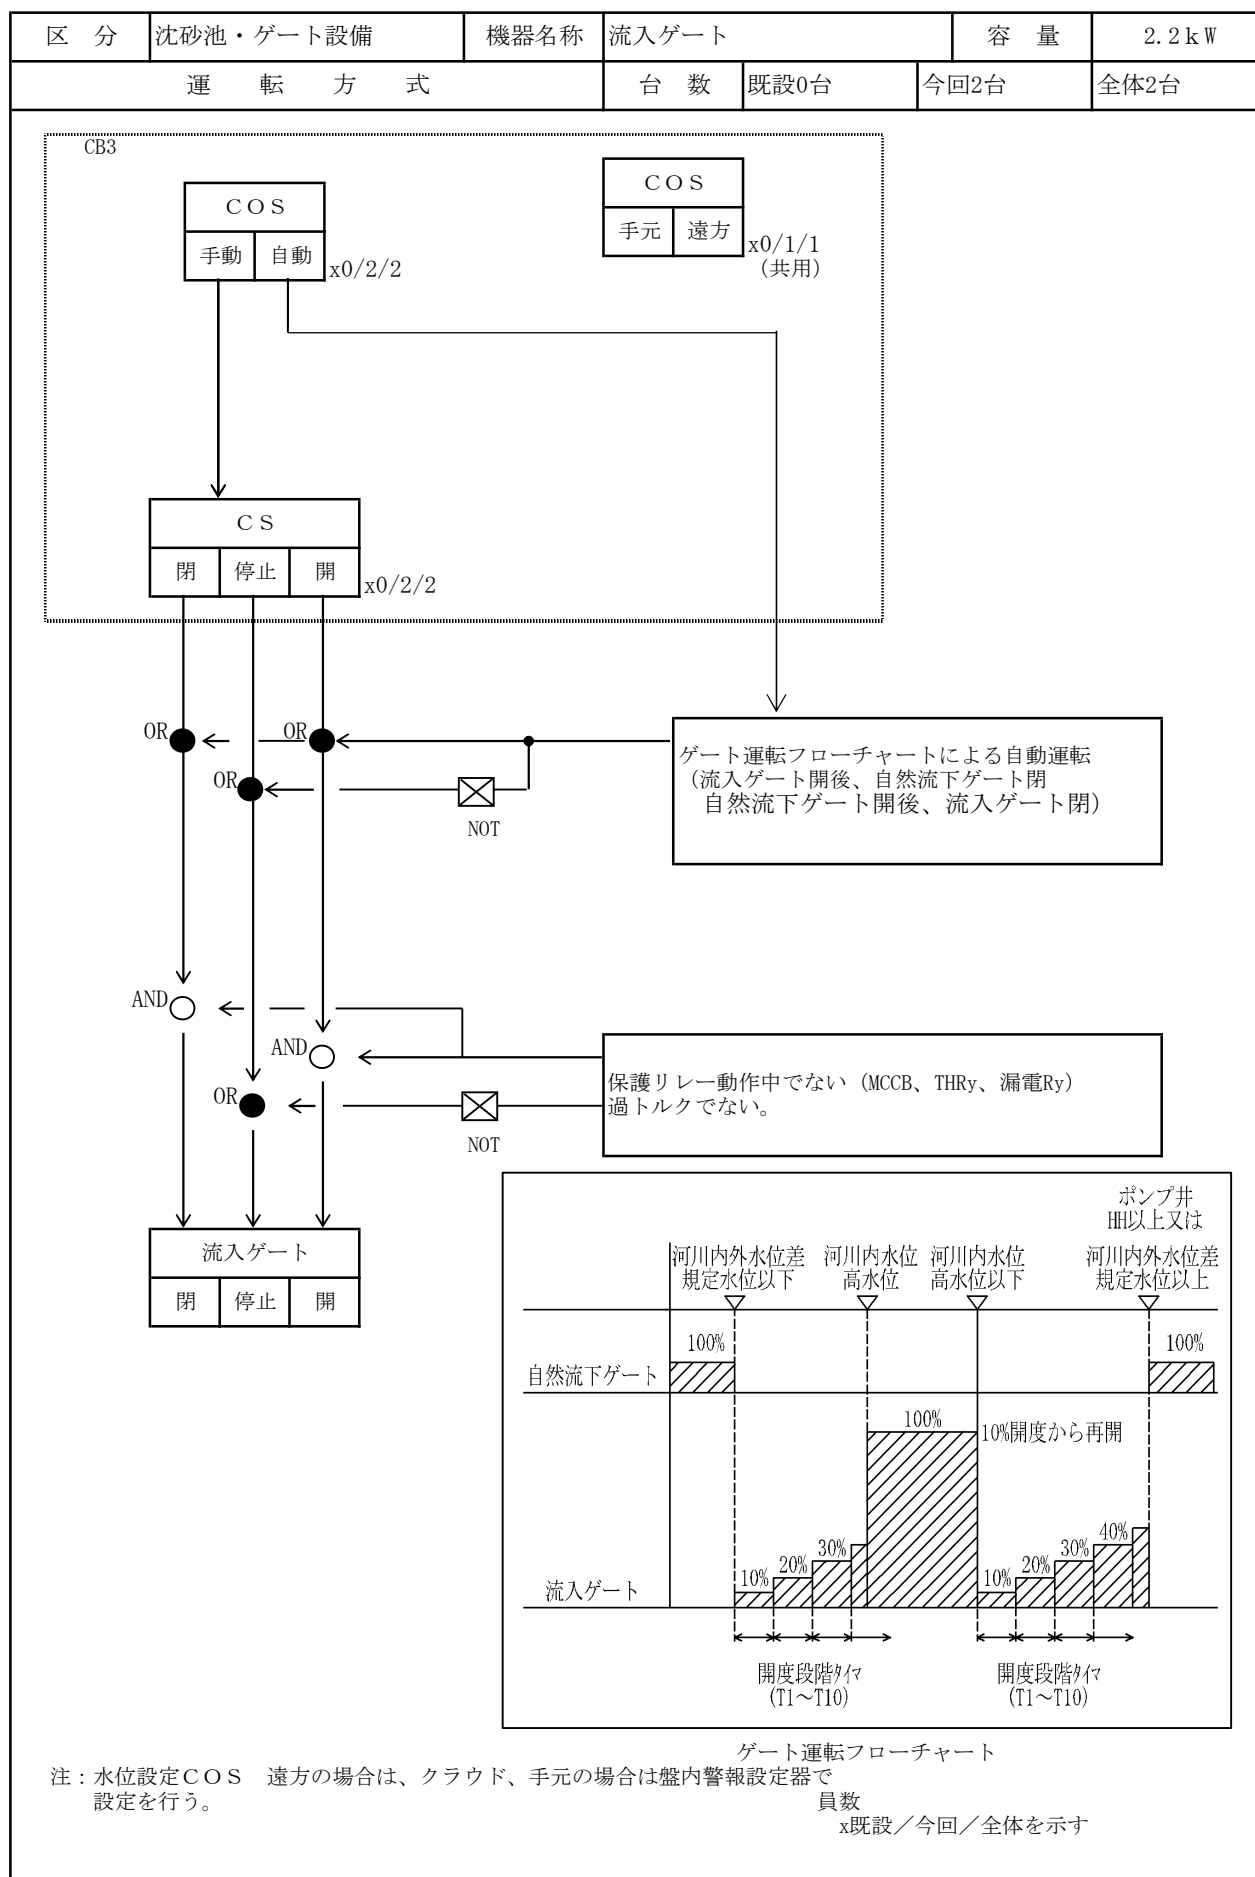 区　分　沈砂池・ゲート設備　機器名称　流入ゲート　容　量　2.2kW
運　転　方　式　台　数　既設0台　今回2台　全体2台
CB3
ＣＯＳ
手動　自動
x0/2/2
ＣＯＳ
手元　遠方
x0/1/1
（共用）
ＣＳ
閉　停止　開
x0/2/2
OR
OR
OR
NOT
ゲート運転フローチャートによる自動運転
（流入ゲート開後、自然流下ゲート閉
自然流下ゲート開後、流入ゲート閉）
AND
AND
OR
NOT
保護リレー動作中でない（MCCB、THRy、漏電Ry）
過トルクでない。
流入ゲート
閉　停止　開
ポンプ井
HH以上又は
河川内外水位差
規定水位以下
河川内水位
高水位
河川内水位
高水位以下
河川内外水位差
規定水位以上
100%
100%
自然流下ゲート
100%
10%開度から再開
10%
20%
30%
10%
20%
30%
40%
流入ゲート
開度段階ﾀｲﾏ
(T1～T10)
開度段階ﾀｲﾏ
(T1～T10)
ゲート運転フローチャート
注：水位設定ＣＯＳ　遠方の場合は、クラウド、手元の場合は盤内警報設定器で
設定を行う。
員数
x既設／今回／全体を示す